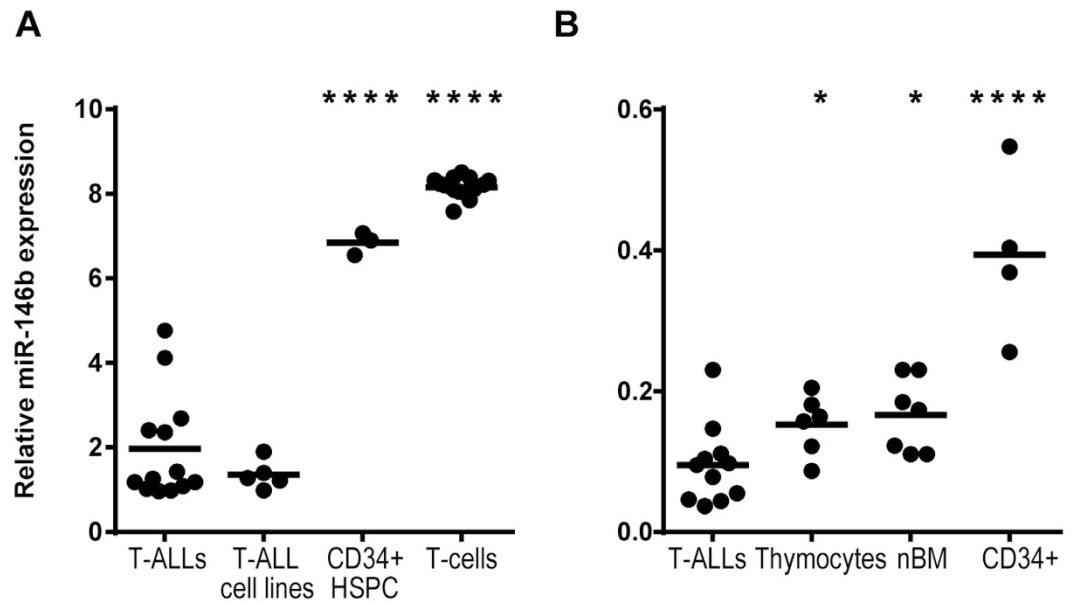 A
B
Relative miR-146b expression
**** ****
10
8
6
4
2
0
T-ALLs T-ALL CD34+ T-cells
cell lines HSPC
* * ****
0.6
0.4
0.2
0.0
T-ALLs Thymocytes nBM CD34+